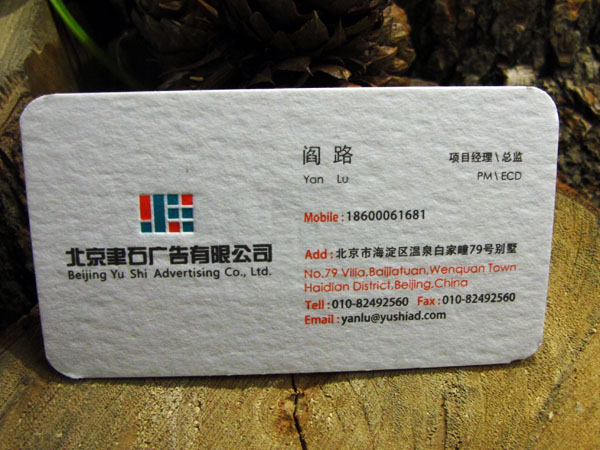 阎 路
Yan Lu
项目经理\总监
PM\ECD
北京聿石广告有限公司
Beijing Yu Shi Advertising Co., Ltd.
Mobile : 18600061681
Add : 北京市海淀区温泉白家疃79号别墅
No.79 Villa,Baijiatuan,Wenquan Town
Haidian District,Beijing,China
Tell : 010-82492560 Fax : 010-82492560
Email : yanlu@yushiad.com